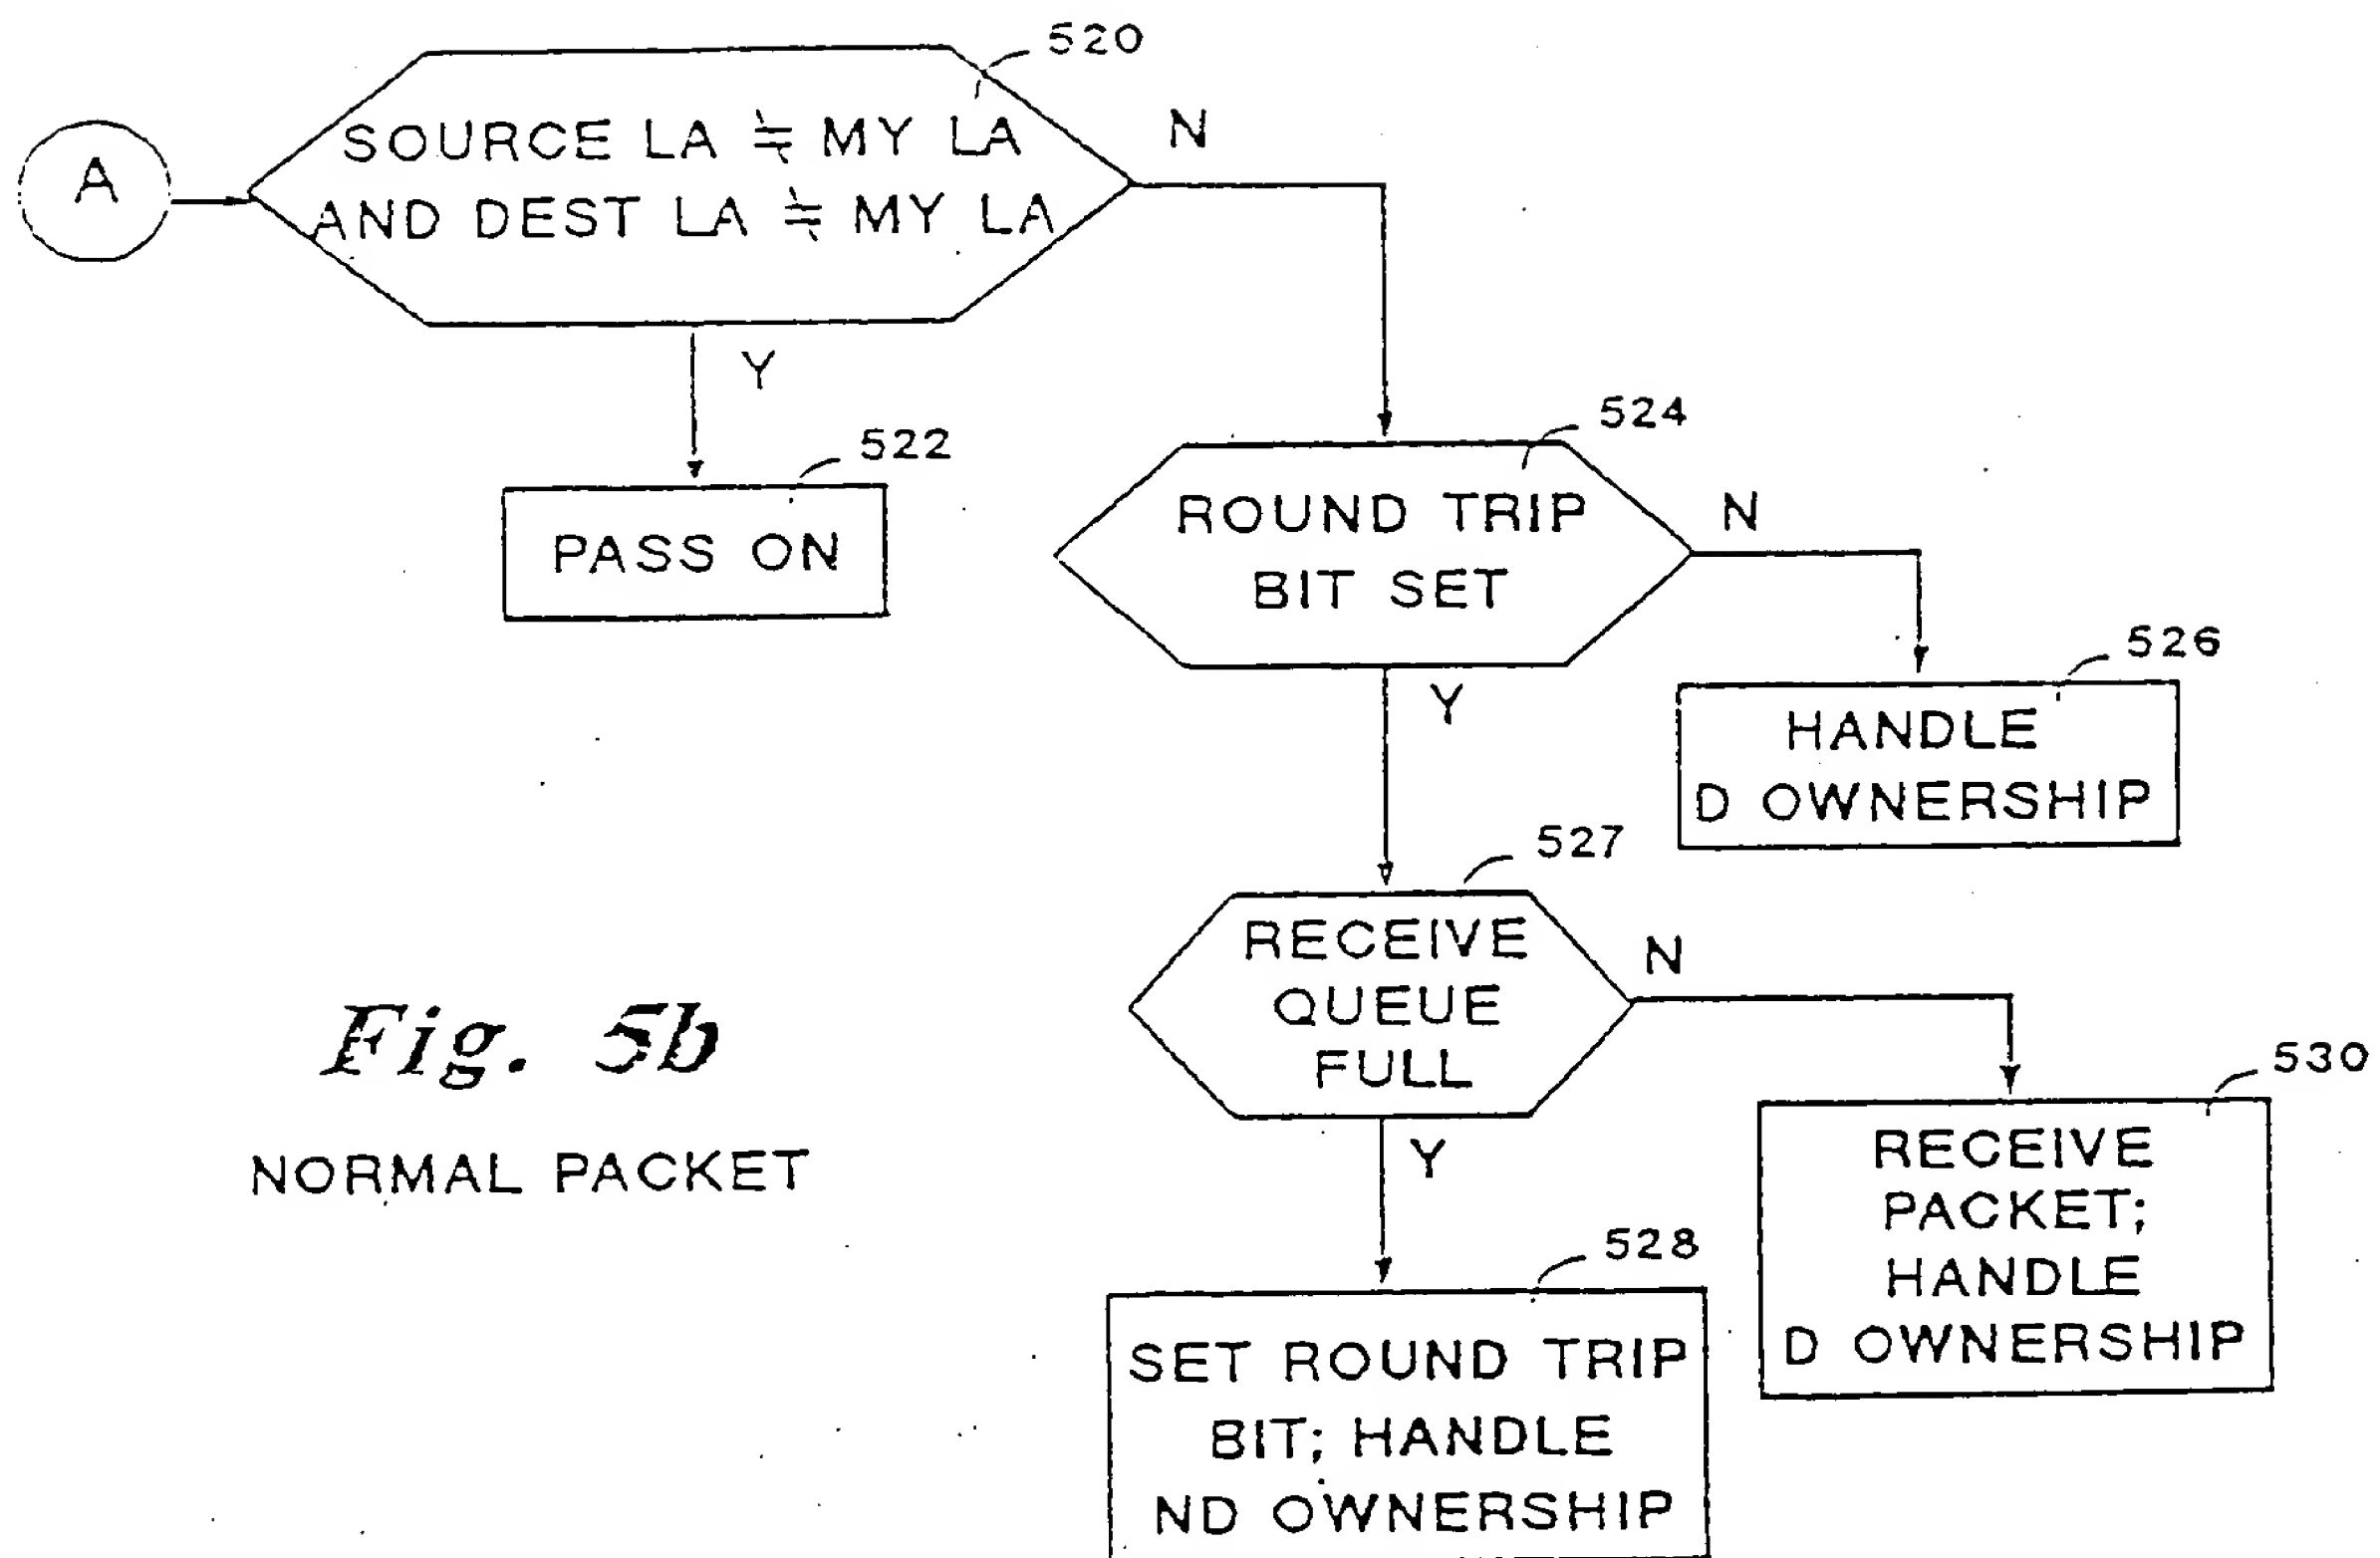 520
A
SOURCE LA ≠ MY LA
AND DEST LA ≠ MY LA
N
Y
522
PASS ON
524
ROUND TRIP
BIT SET
N
Y
526
HANDLE
D OWNERSHIP
527
RECEIVE
QUEUE
FULL
N
Y
530
RECEIVE
PACKET;
HANDLE
D OWNERSHIP
528
SET ROUND TRIP
BIT; HANDLE
ND OWNERSHIP
Fig. 5b
NORMAL PACKET